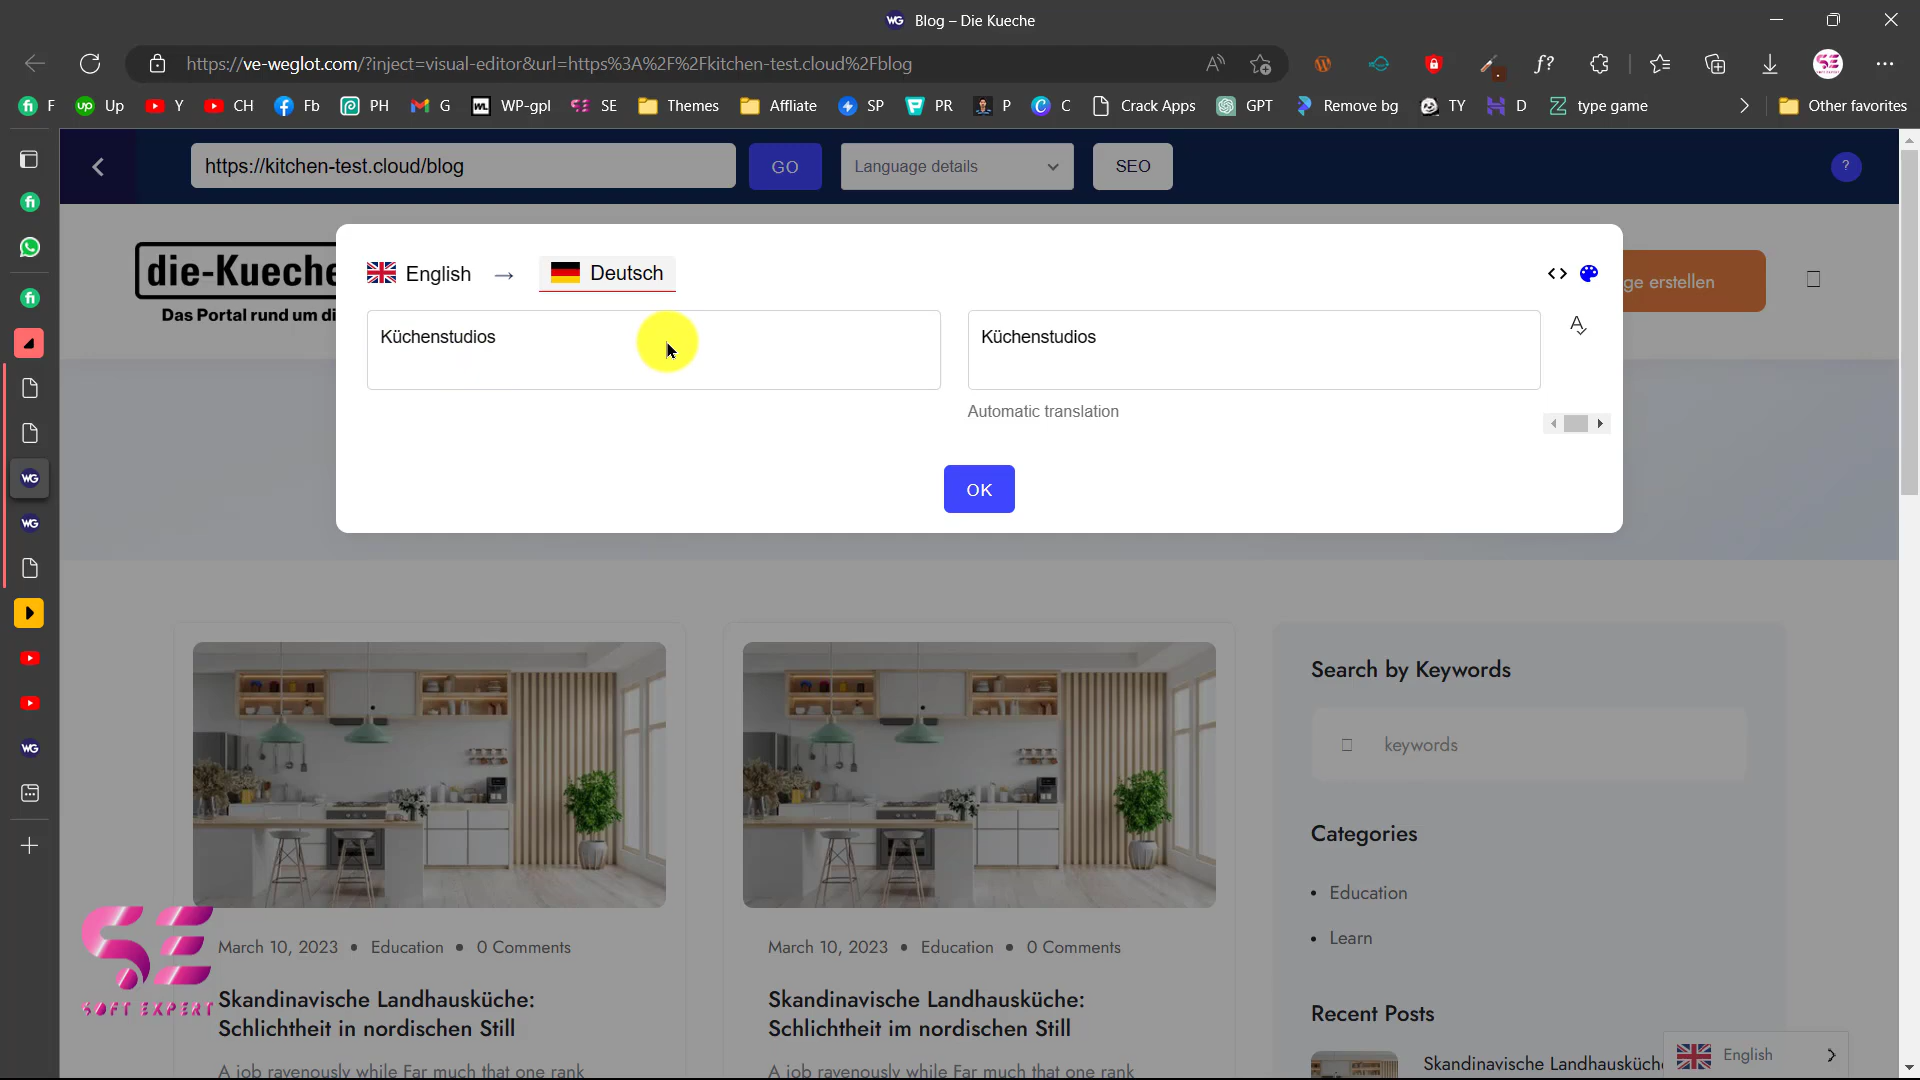 WG Blog – Die Kueche
https://ve-weglot.com/?inject=visual-editor&url=https%3A%2F%2Fkitchen-test.cloud%2Fblog
F Up Y CH Fb PH G WP-gpl SE Themes Affliate SP PR P C Crack Apps GPT Remove bg TY D type game Other favorites
https://kitchen-test.cloud/blog GO Language details SEO ?
die-Kueche
Das Portal rund um di
ge erstellen
English → Deutsch
Küchenstudios
Küchenstudios
Automatic translation
OK
Search by Keywords
keywords
Categories
• Education
• Learn
Recent Posts
Skandinavische Landhausküche
March 10, 2023 • Education • 0 Comments
Skandinavische Landhausküche:
Schlichtheit in nordischen Still
A job ravenously while Far much that one rank
March 10, 2023 • Education • 0 Comments
Skandinavische Landhausküche:
Schlichtheit im nordischen Still
A job ravenously while Far much that one rank
SE
SOFT EXPERT
English